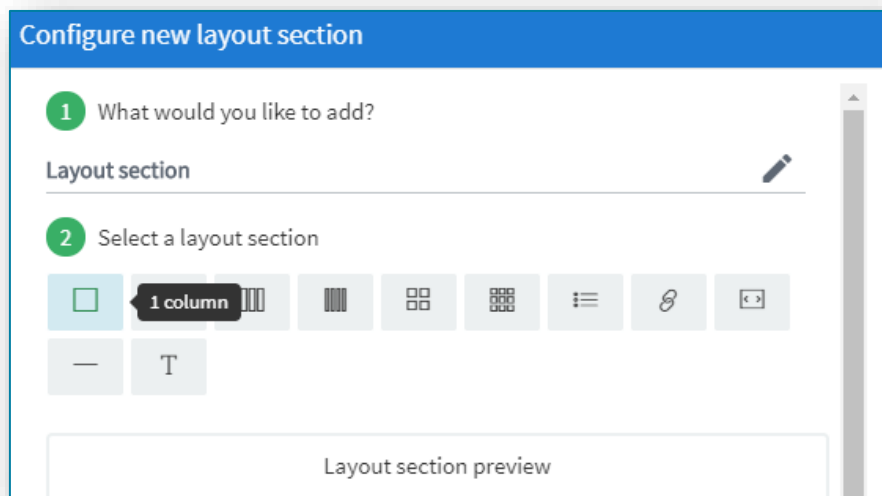 Configure new layout section
1 What would you like to add?
Layout section
2 Select a layout section
1 column
T
Layout section preview